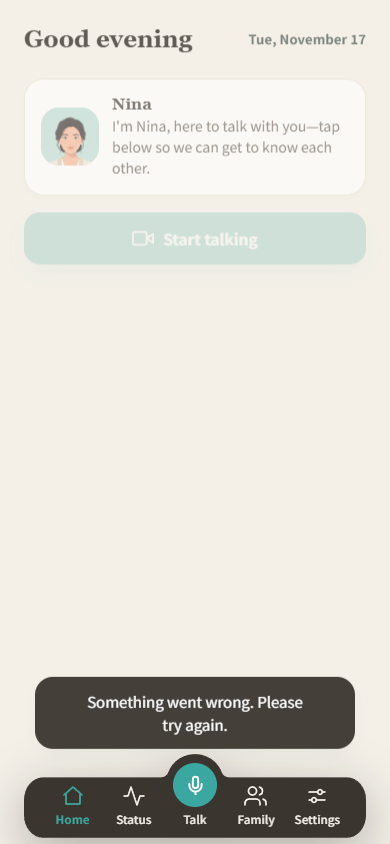 Good evening
Tue, November 17
Nina
I'm Nina, here to talk with you—tap
below so we can get to know each
other.
Start talking
Something went wrong. Please
try again.
Home
Status
Talk
Family
Settings